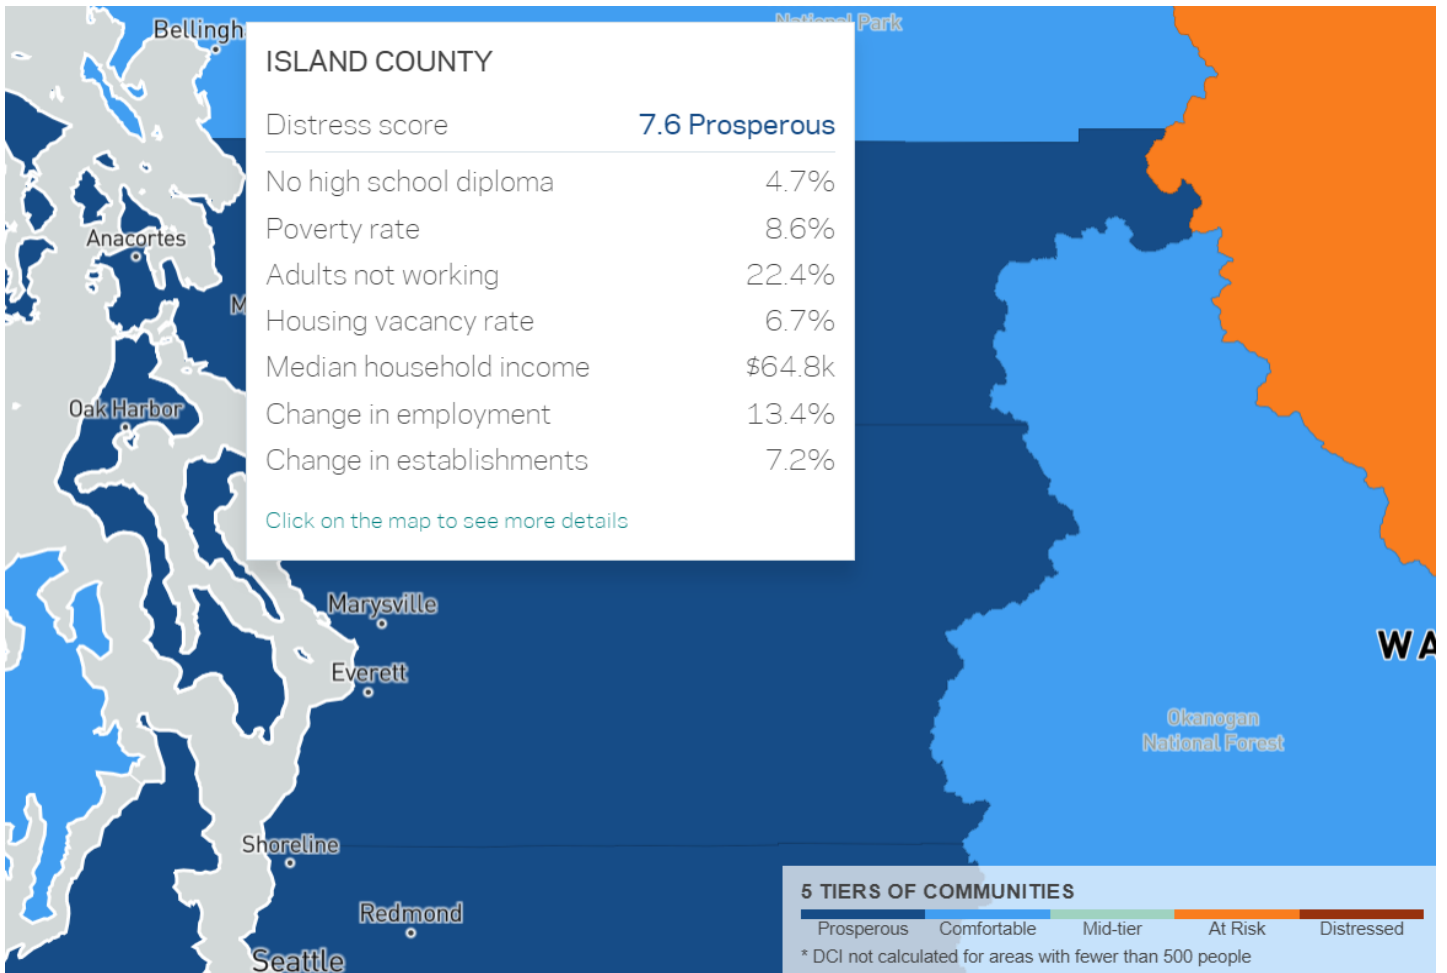 Bellingh
National Park
ISLAND COUNTY
Distress score 7.6 Prosperous
No high school diploma 4.7%
Poverty rate 8.6%
Adults not working 22.4%
Housing vacancy rate 6.7%
Median household income $64.8k
Change in employment 13.4%
Change in establishments 7.2%
Click on the map to see more details
Anacortes
M
Oak Harbor
Marysville
Everett
WA
Okanogan
National Forest
Shoreline
Redmond
Seattle
5 TIERS OF COMMUNITIES
Prosperous Comfortable Mid-tier At Risk Distressed
* DCI not calculated for areas with fewer than 500 people